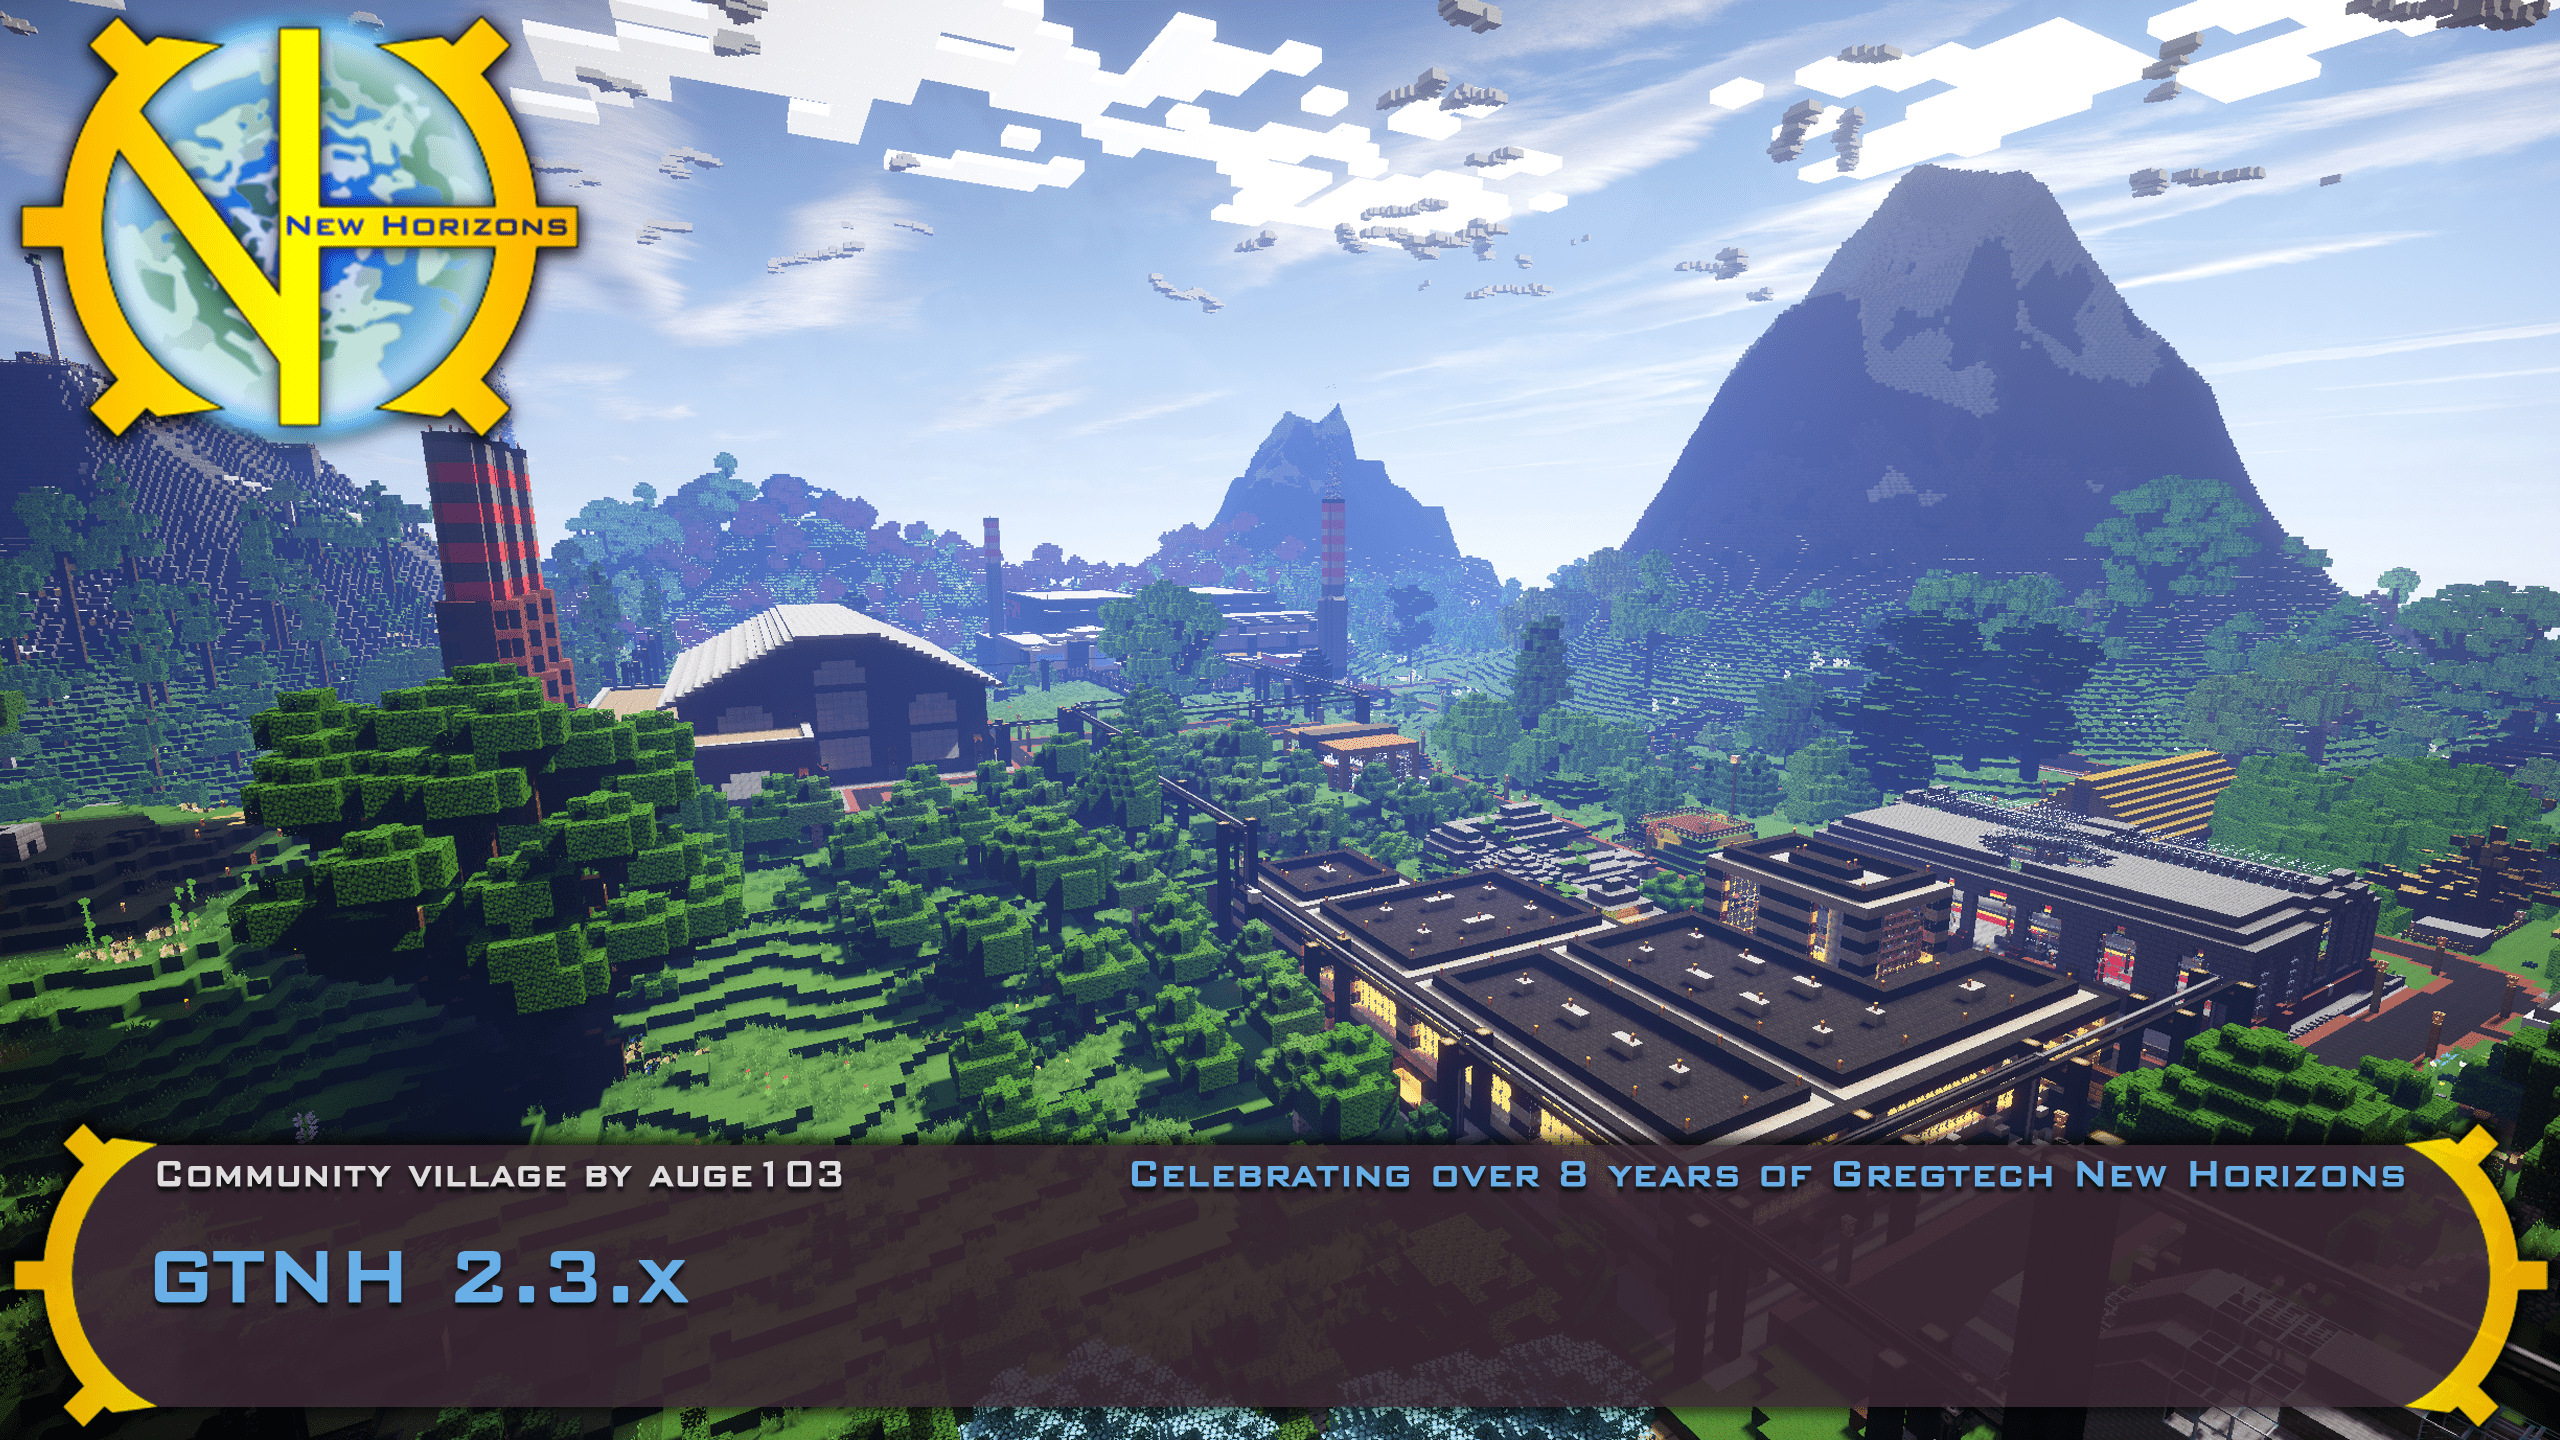 New Horizons
Community village by auge103
Celebrating over 8 years of Gregtech New Horizons
GTNH 2.3.x